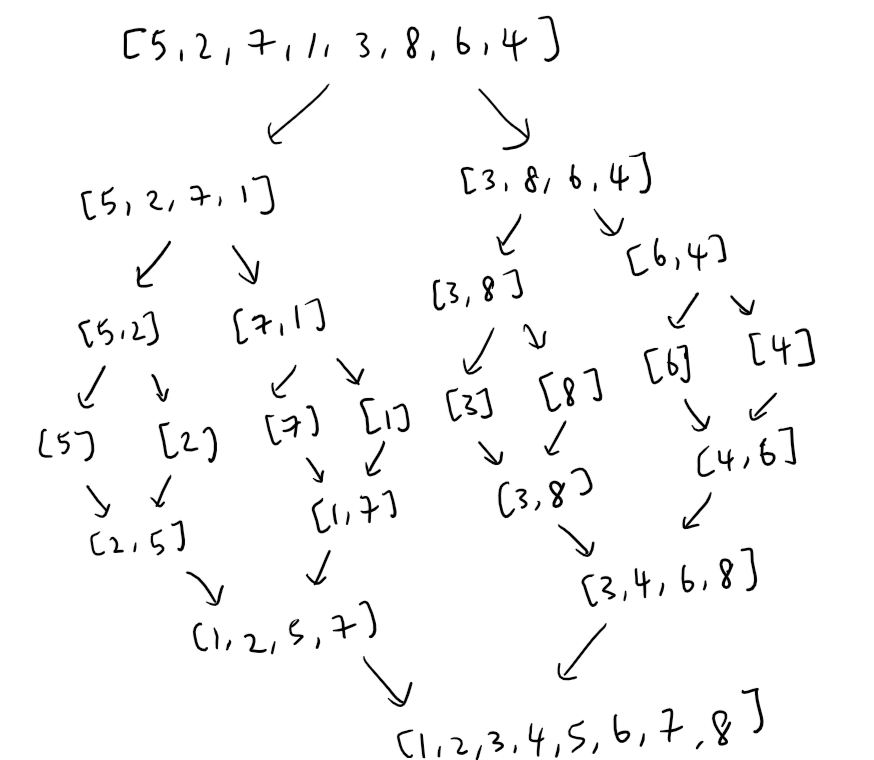 [5, 2, 7, 1, 3, 8, 6, 4]
[5, 2, 7, 1] [3, 8, 6, 4]
[6, 4]
[3, 8]
[5, 2] [7, 1]
[6] [4]
[3] [8]
[5] [2] [7] [1]
[4, 6]
[3, 8]
[1, 7]
[2, 5]
[3, 4, 6, 8]
[1, 2, 5, 7]
[1, 2, 3, 4, 5, 6, 7, 8]